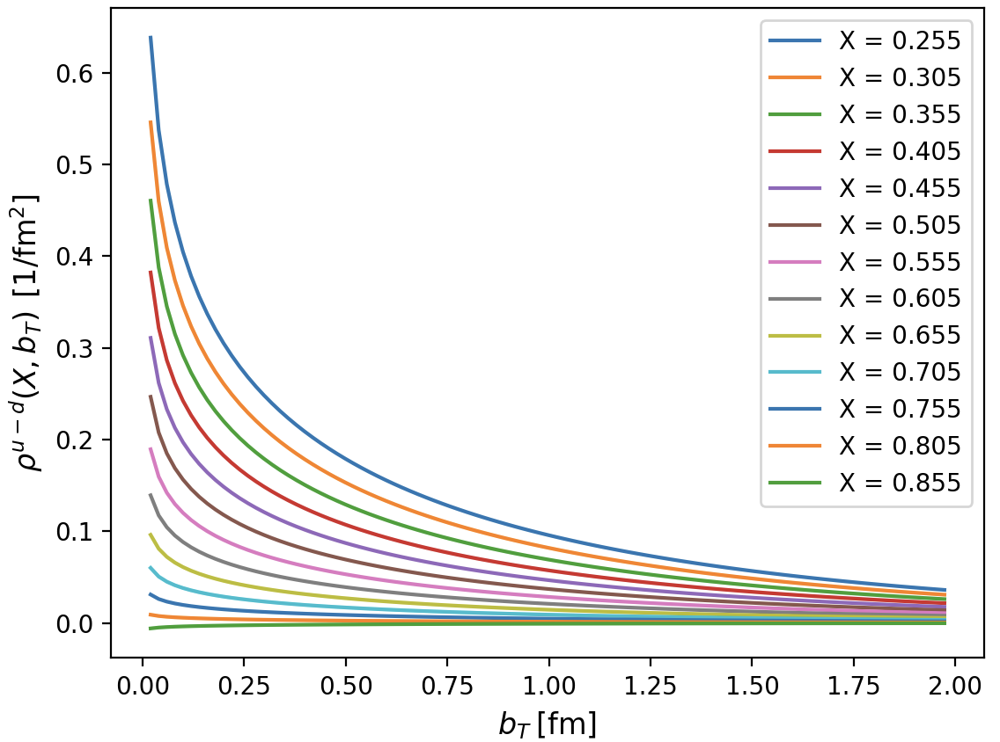 0.6
0.5
0.4
0.3
0.2
0.1
0.0
ρ^{u−d}(X, b_T) [1/fm²]
X = 0.255
X = 0.305
X = 0.355
X = 0.405
X = 0.455
X = 0.505
X = 0.555
X = 0.605
X = 0.655
X = 0.705
X = 0.755
X = 0.805
X = 0.855
0.00 0.25 0.50 0.75 1.00 1.25 1.50 1.75 2.00
b_T [fm]